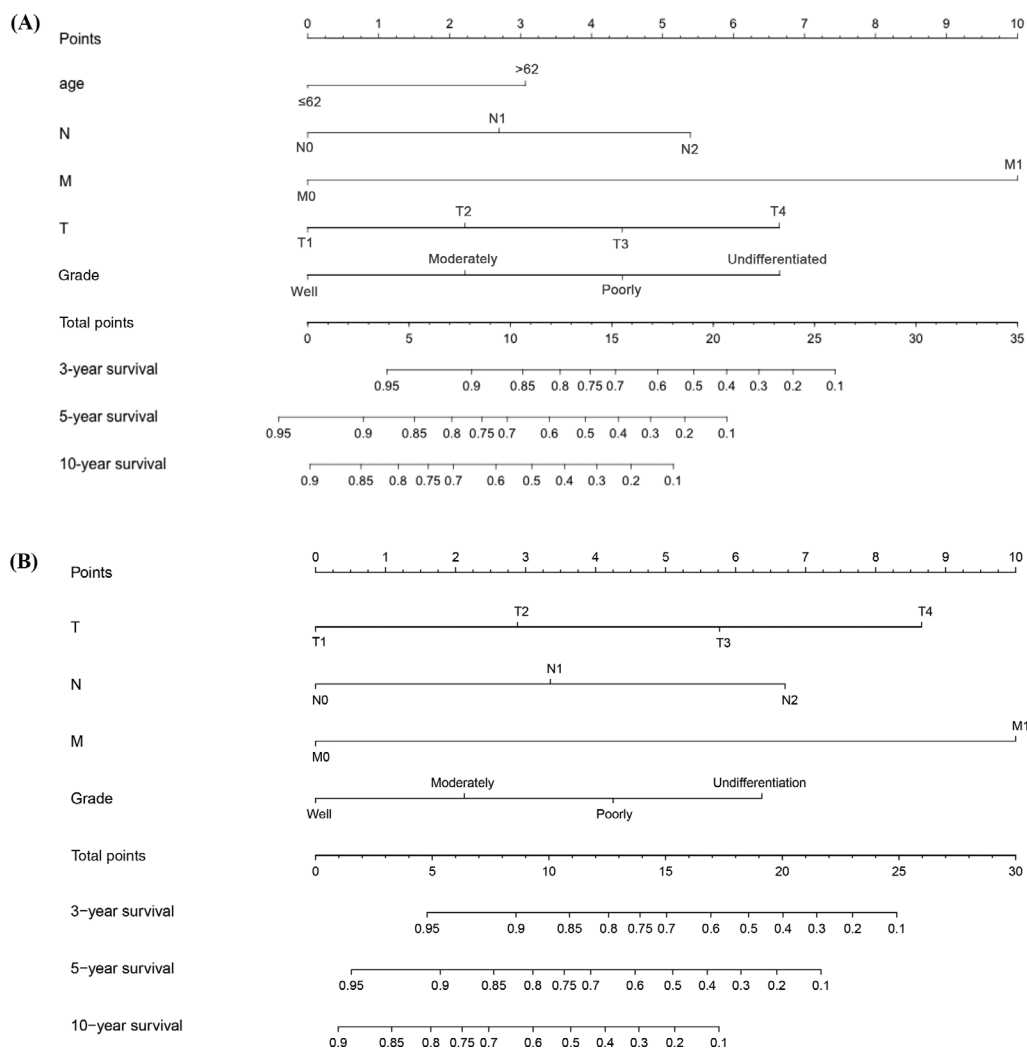 (A)
Points 0 1 2 3 4 5 6 7 8 9 10
>62
age
≤62
N1
N
N0 N2
M1
M
M0
T2 T4
T
T1 T3
Moderately Undifferentiated
Grade
Well Poorly
Total points
0 5 10 15 20 25 30 35
3-year survival
0.95 0.9 0.85 0.8 0.75 0.7 0.6 0.5 0.4 0.3 0.2 0.1
5-year survival
0.95 0.9 0.85 0.8 0.75 0.7 0.6 0.5 0.4 0.3 0.2 0.1
10-year survival
0.9 0.85 0.8 0.75 0.7 0.6 0.5 0.4 0.3 0.2 0.1
(B)
Points 0 1 2 3 4 5 6 7 8 9 10
T2 T4
T
T1 T3
N1
N
N0 N2
M1
M
M0
Moderately Undifferentiation
Grade
Well Poorly
Total points
0 5 10 15 20 25 30
3−year survival
0.95 0.9 0.85 0.8 0.75 0.7 0.6 0.5 0.4 0.3 0.2 0.1
5−year survival
0.95 0.9 0.85 0.8 0.75 0.7 0.6 0.5 0.4 0.3 0.2 0.1
10−year survival
0.9 0.85 0.8 0.75 0.7 0.6 0.5 0.4 0.3 0.2 0.1